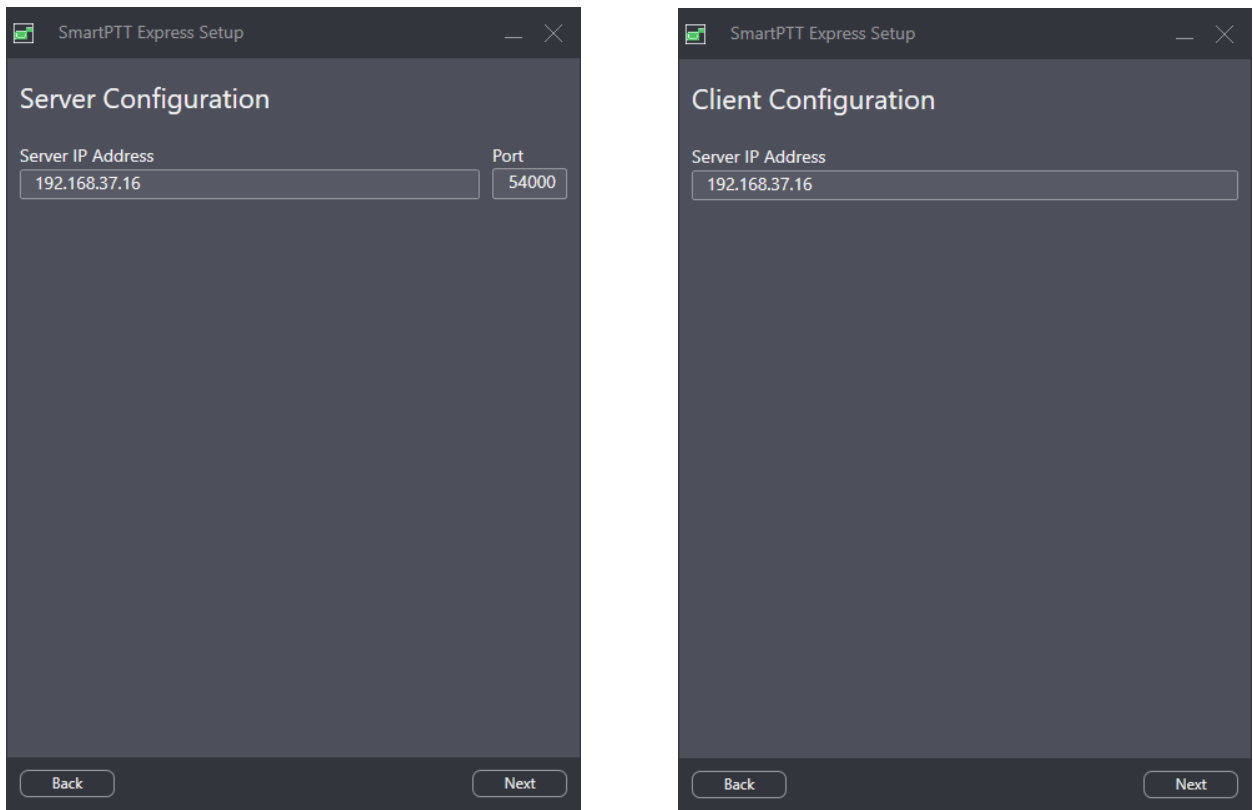 SmartPTT Express Setup
Server Configuration
Server IP Address Port
192.168.37.16 54000
Back Next
SmartPTT Express Setup
Client Configuration
Server IP Address
192.168.37.16
Back Next